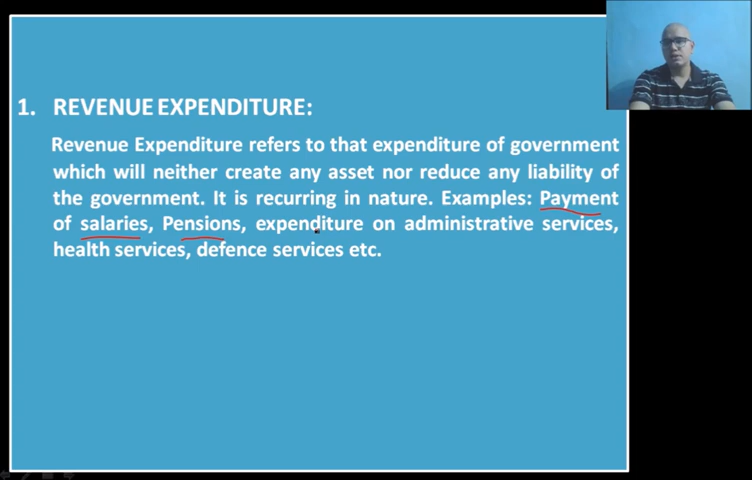 1. REVENUE EXPENDITURE:
Revenue Expenditure refers to that expenditure of government
which will neither create any asset nor reduce any liability of
the government. It is recurring in nature. Examples: Payment
of salaries, Pensions, expenditure on administrative services,
health services, defence services etc.